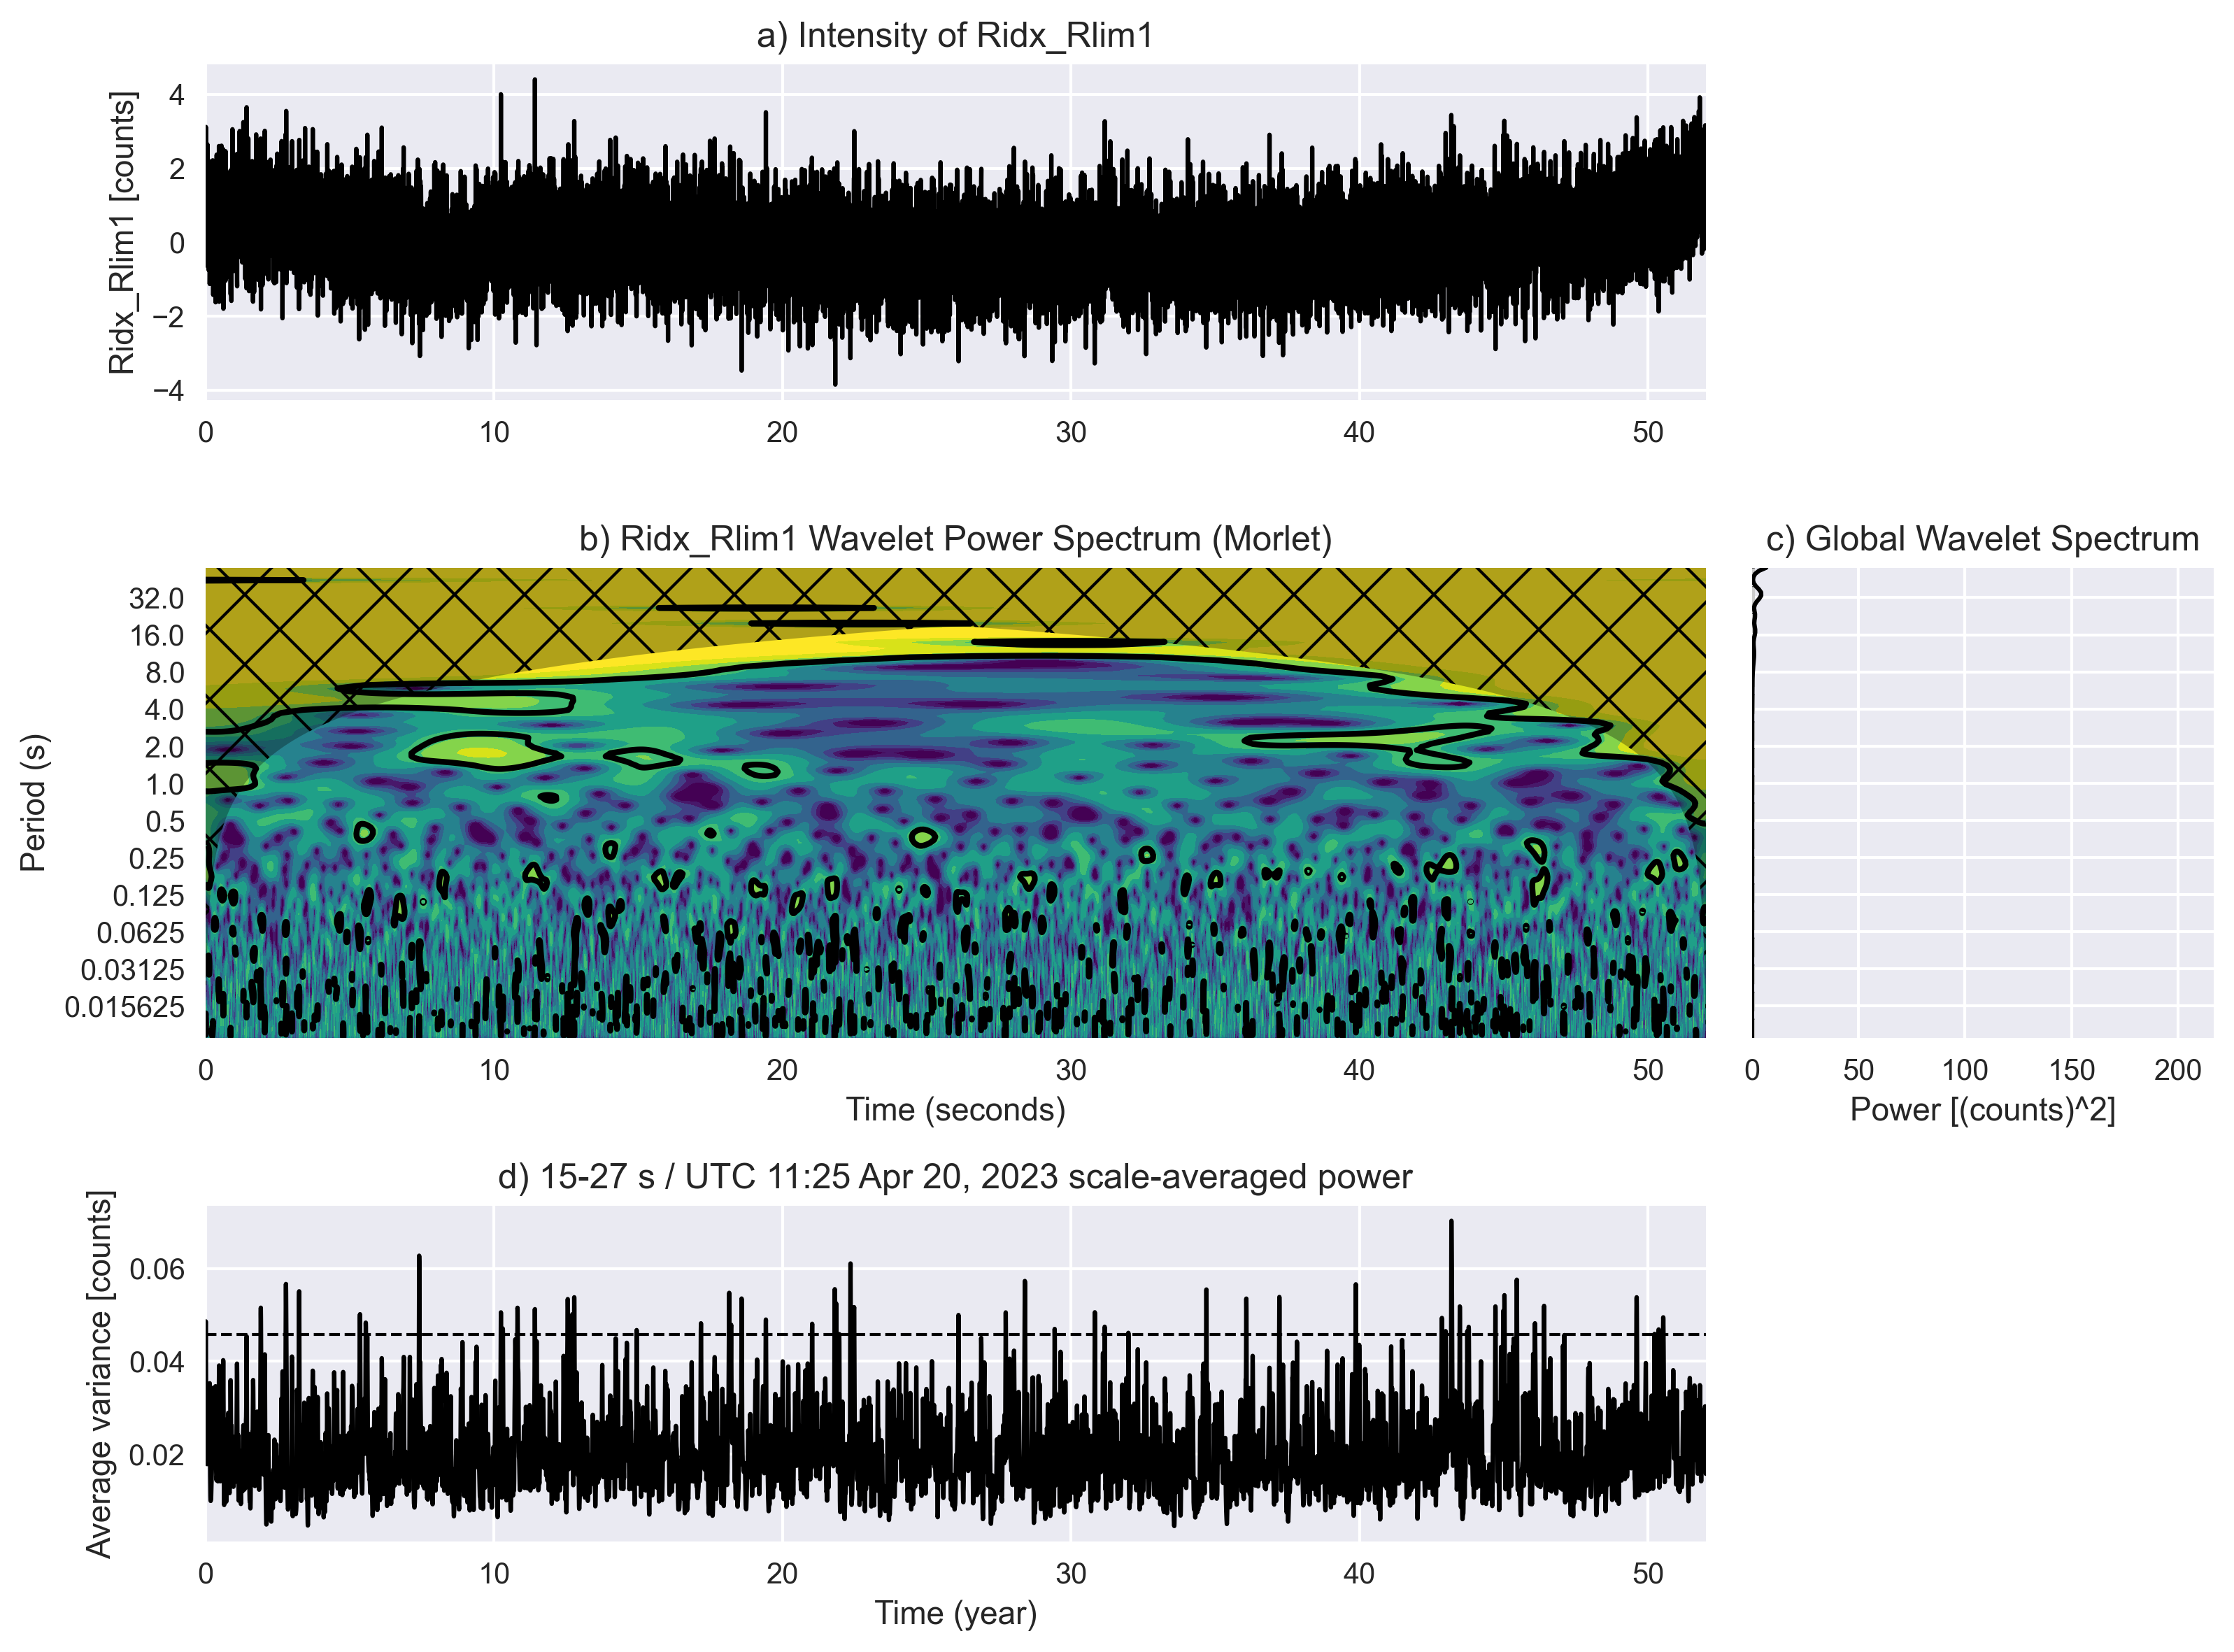 a) Intensity of Ridx_Rlim1
Ridx_Rlim1 [counts]
4
2
0
−2
−4
0 10 20 30 40 50
b) Ridx_Rlim1 Wavelet Power Spectrum (Morlet)
Period (s)
32.0
16.0
8.0
4.0
2.0
1.0
0.5
0.25
0.125
0.0625
0.03125
0.015625
0 10 20 30 40 50
Time (seconds)
c) Global Wavelet Spectrum
0 50 100 150 200
Power [(counts)^2]
d) 15-27 s / UTC 11:25 Apr 20, 2023 scale-averaged power
Average variance [counts]
0.06
0.04
0.02
0 10 20 30 40 50
Time (year)